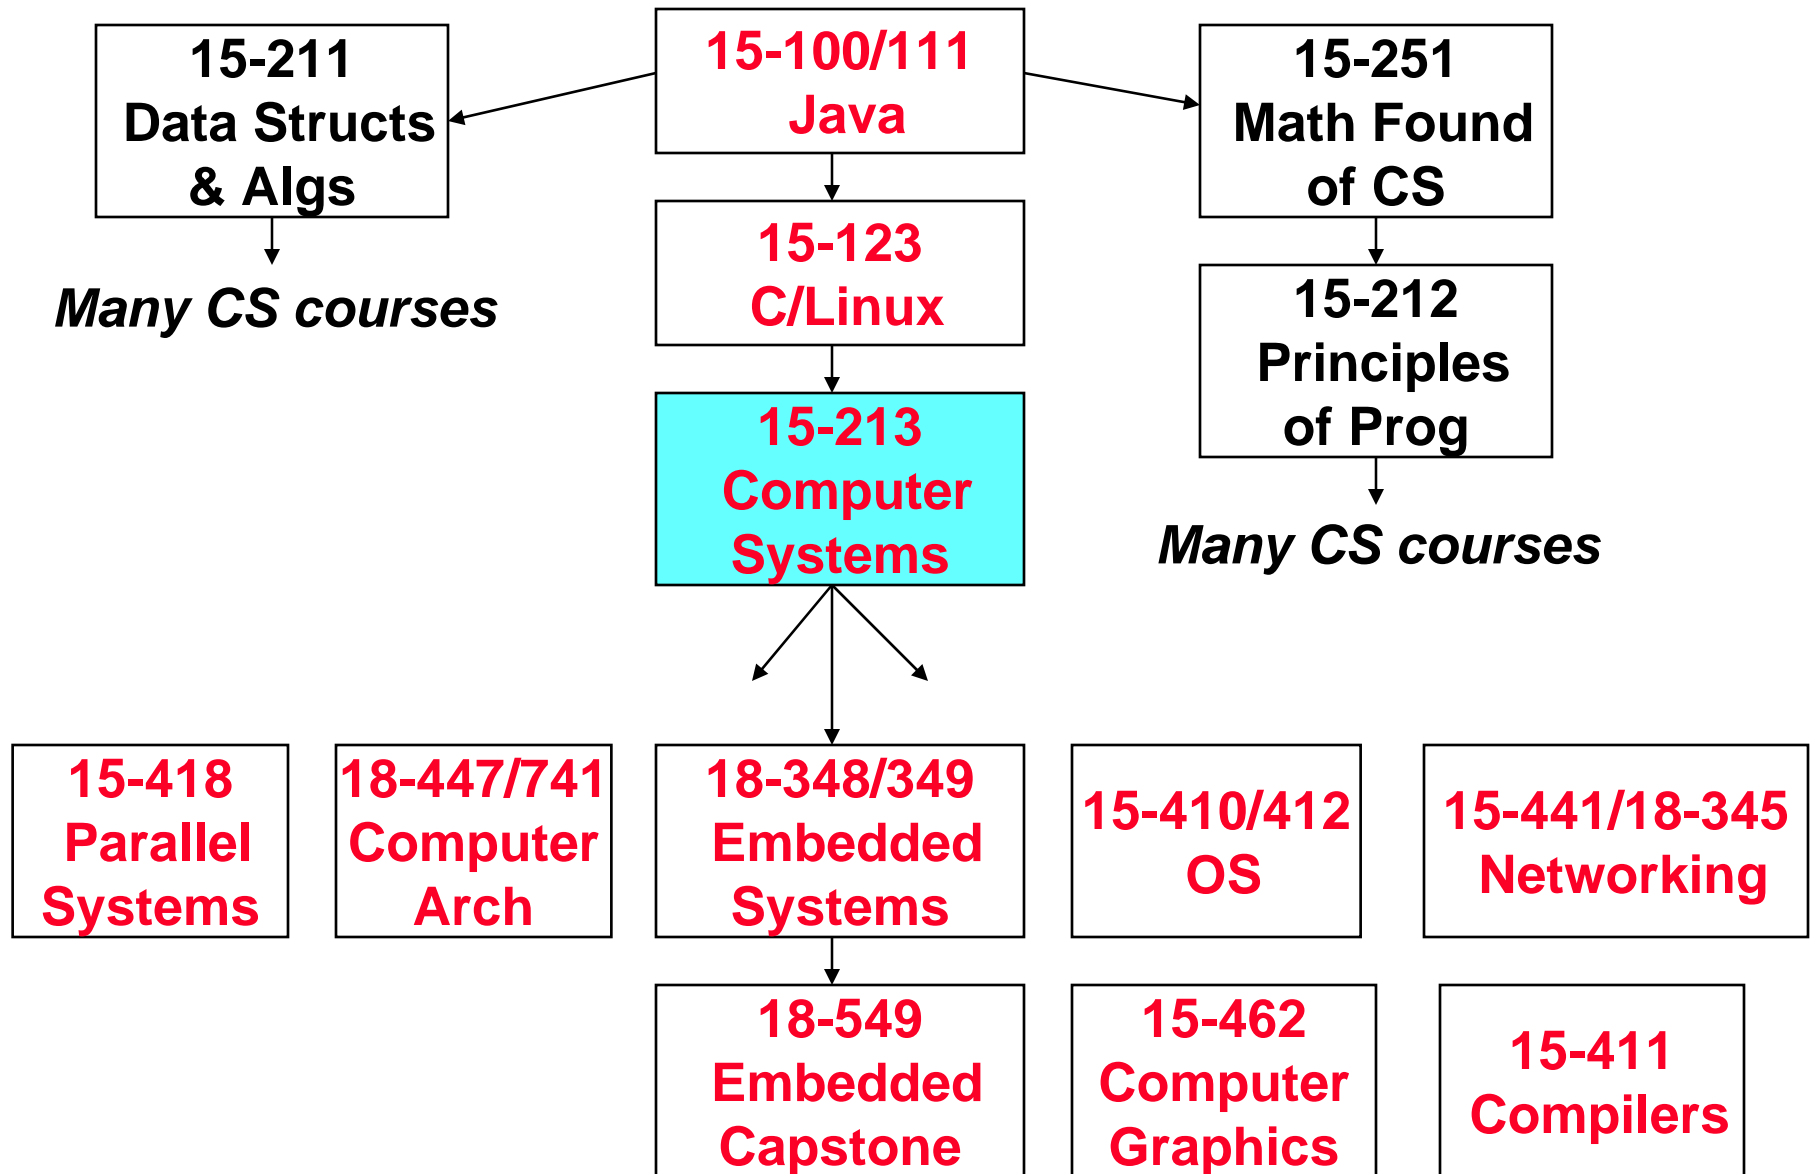 15-211
Data Structs
& Algs
15-100/111
Java
15-251
Math Found
of CS
Many CS courses
15-123
C/Linux
15-212
Principles
of Prog
15-213
Computer
Systems
Many CS courses
15-418
Parallel
Systems
18-447/741
Computer
Arch
18-348/349
Embedded
Systems
15-410/412
OS
15-441/18-345
Networking
18-549
Embedded
Capstone
15-462
Computer
Graphics
15-411
Compilers